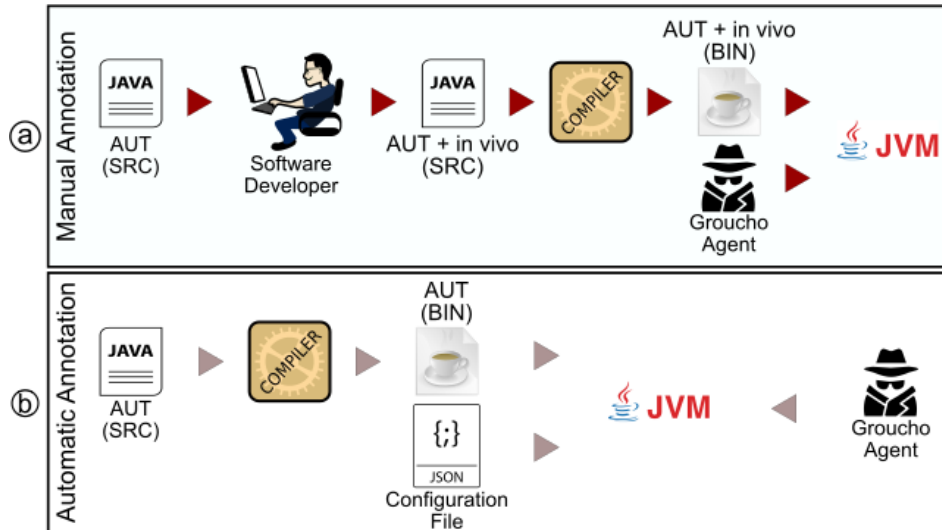 ⓐ
Manual Annotation
JAVA
AUT
(SRC)
Software
Developer
JAVA
AUT + in vivo
(SRC)
COMPILER
AUT + in vivo
(BIN)
Groucho
Agent
JVM
ⓑ
Automatic Annotation
JAVA
AUT
(SRC)
COMPILER
AUT
(BIN)
{;}
JSON
Configuration
File
JVM
Groucho
Agent